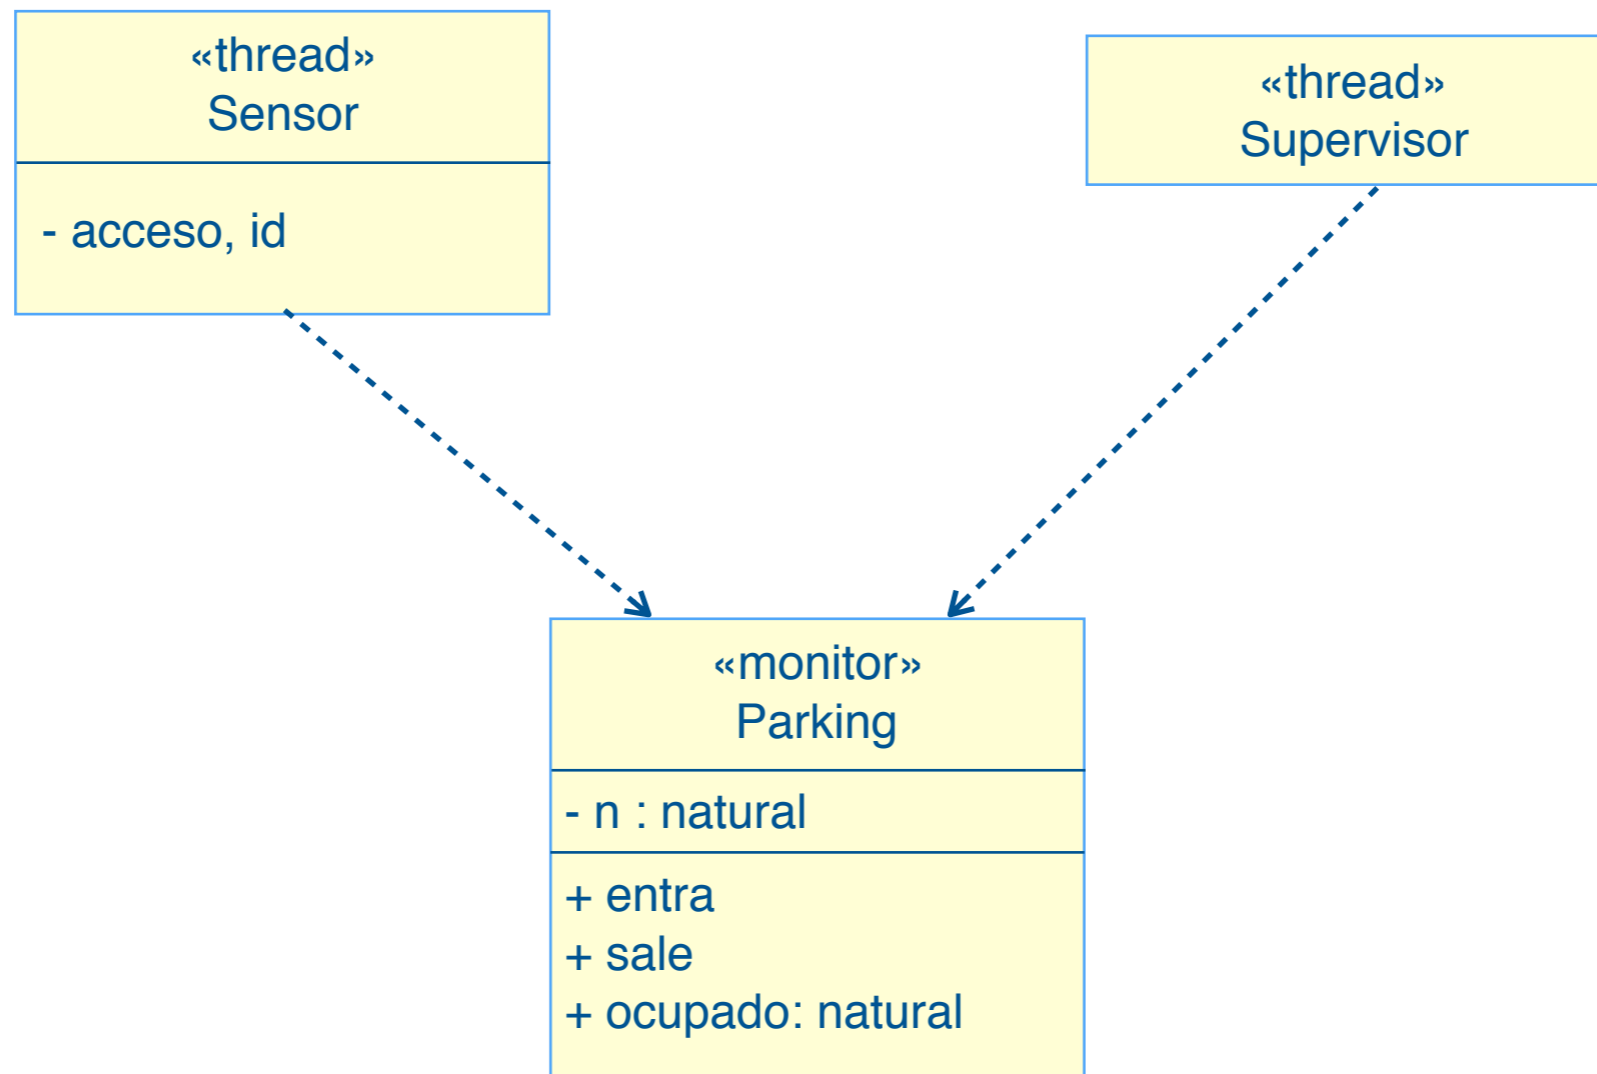 «thread»
Sensor
- acceso, id
«thread»
Supervisor
«monitor»
Parking
- n : natural
+ entra
+ sale
+ ocupado: natural